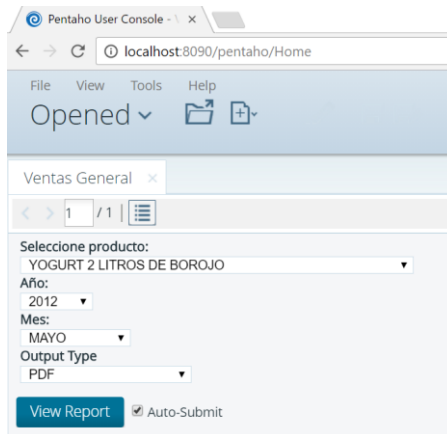 Pentaho User Console - \
localhost:8090/pentaho/Home
File View Tools Help
Opened
Ventas General
1 / 1
Seleccione producto:
YOGURT 2 LITROS DE BOROJO
Año:
2012
Mes:
MAYO
Output Type
PDF
View Report Auto-Submit